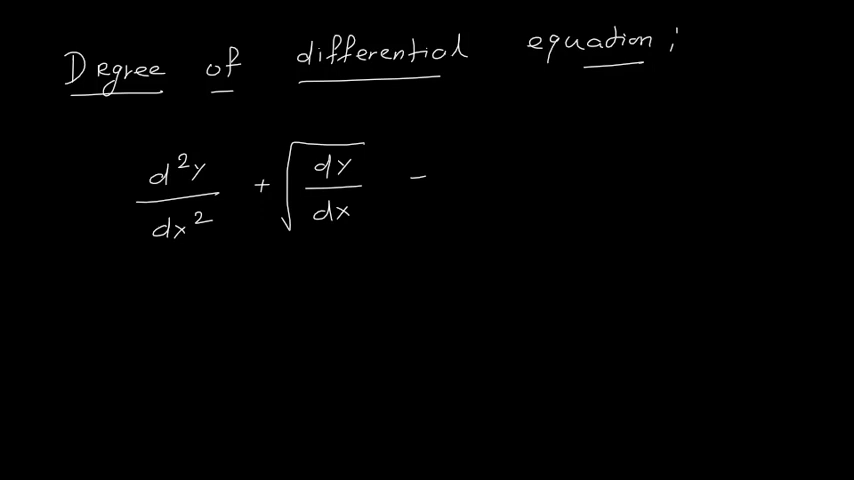 Degree of differential equation ;
d²y/dx² + √(dy/dx) -